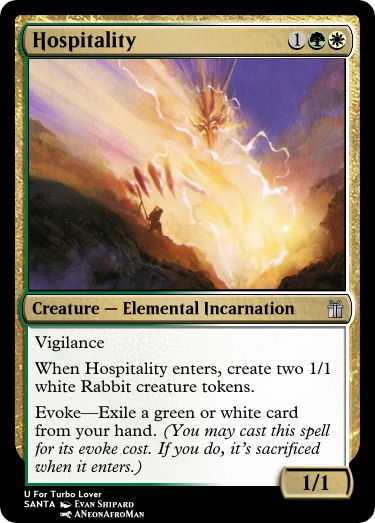 Hospitality 1
Creature — Elemental Incarnation
Vigilance
When Hospitality enters, create two 1/1
white Rabbit creature tokens.
Evoke—Exile a green or white card
from your hand. (You may cast this spell
for its evoke cost. If you do, it's sacrificed
when it enters.)
1/1
U For Turbo Lover
SANTA Evan Shipard
ANeonAfroMan